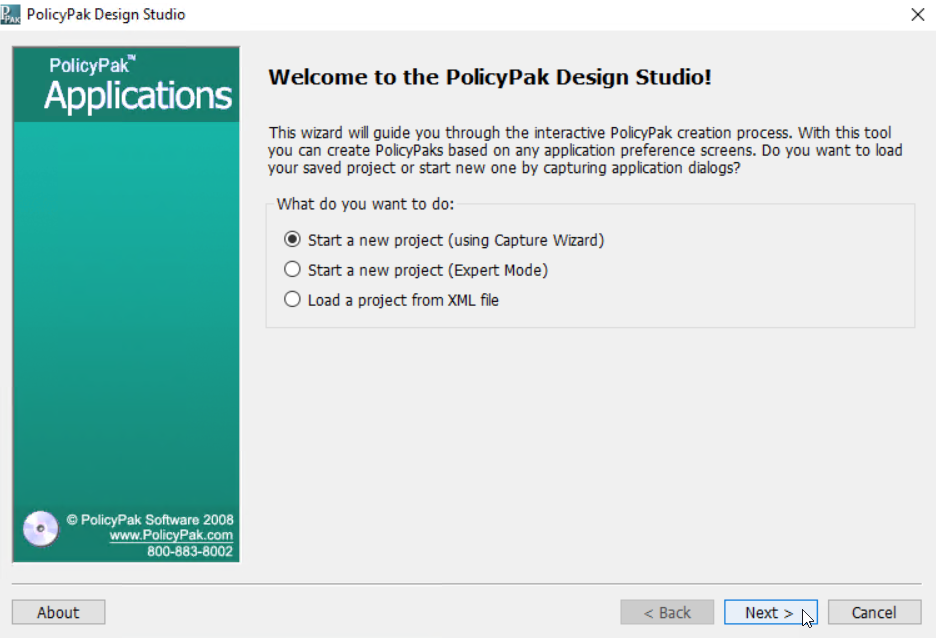 PolicyPak Design Studio
PolicyPak™
Applications
Welcome to the PolicyPak Design Studio!
This wizard will guide you through the interactive PolicyPak creation process. With this tool
you can create PolicyPaks based on any application preference screens. Do you want to load
your saved project or start new one by capturing application dialogs?
What do you want to do:
Start a new project (using Capture Wizard)
Start a new project (Expert Mode)
Load a project from XML file
© PolicyPak Software 2008
www.PolicyPak.com
800-883-8002
About
< Back
Next >
Cancel